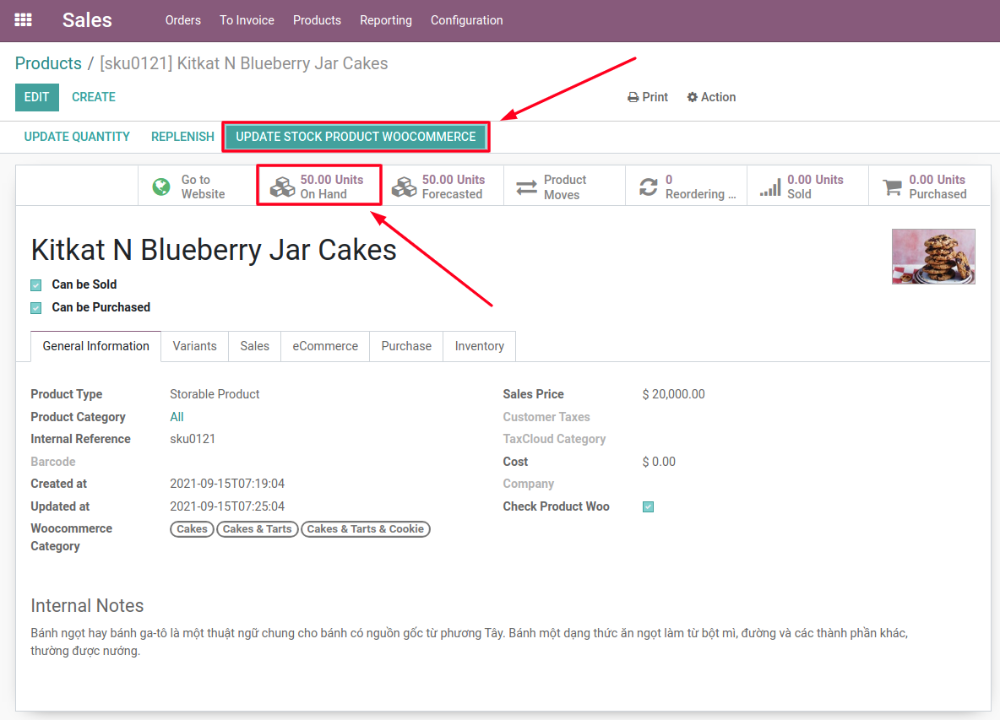 Sales Orders To Invoice Products Reporting Configuration
Products / [sku0121] Kitkat N Blueberry Jar Cakes
EDIT CREATE Print Action
UPDATE QUANTITY REPLENISH UPDATE STOCK PRODUCT WOOCOMMERCE
Go to
Website
50.00 Units
On Hand
50.00 Units
Forecasted
Product
Moves
0
Reordering ...
0.00 Units
Sold
0.00 Units
Purchased
Kitkat N Blueberry Jar Cakes
Can be Sold
Can be Purchased
General Information Variants Sales eCommerce Purchase Inventory
Product Type Storable Product
Product Category All
Internal Reference sku0121
Barcode
Created at 2021-09-15T07:19:04
Updated at 2021-09-15T07:25:04
Woocommerce
Category
Cakes Cakes & Tarts Cakes & Tarts & Cookie
Sales Price $ 20,000.00
Customer Taxes
TaxCloud Category
Cost $ 0.00
Company
Check Product Woo
Internal Notes
Bánh ngọt hay bánh ga-tô là một thuật ngữ chung cho bánh có nguồn gốc từ phương Tây. Bánh một dạng thức ăn ngọt làm từ bột mì, đường và các thành phần khác,
thường được nướng.